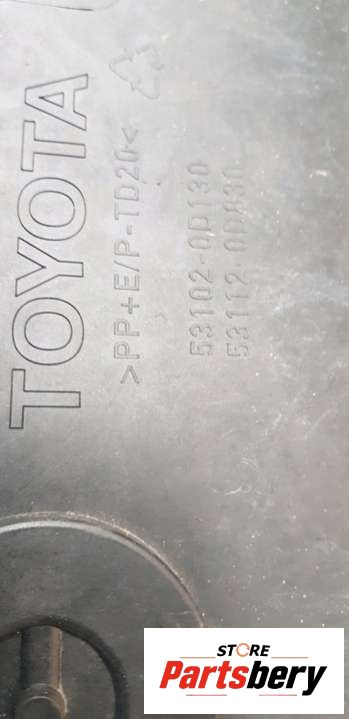 TOYOTA
>PP+E/P-TD20<
53102-0D130
53112-0D830
STORE
Partsbery